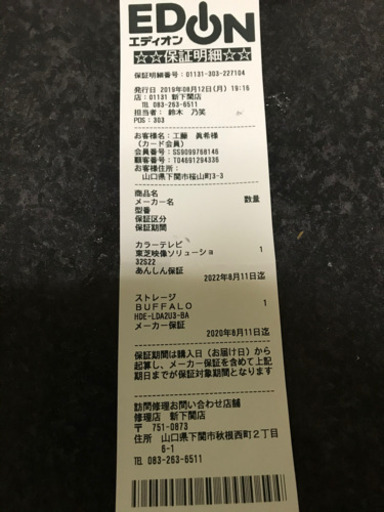 EDION
エディオン
☆☆保証明細☆☆
保証明細番号:01131-303-227104
発行日 2019年08月12日(月) 19:16
店:01131 新下関店
TEL 083-263-6511
担当者: 鈴木 乃笑
POS: 303
お客様名:工藤 眞希様
(カード会員)
会員番号:SS9099768146
顧客番号:T04691294336
お客様住所:
山口県下関市桜山町3-3
商品名
メーカー名 数量
型番
保証区分
保証期間
カラーテレビ 1
東芝映像ソリューショ
32S22
あんしん保証
2022年8月11日迄
ストレージ 1
BUFFALO
HDE-LDA2U3-BA
メーカー保証
2020年8月11日迄
保証期間は購入日(お届け日)から
起算し、メーカー保証を含めて上記
期日までが保証対象期間となります
訪問修理お問い合わせ店舗
修理店 新下関店
〒 751-0873
住所 山口県下関市秋根西町2丁目
6-1
TEL 083-263-6511